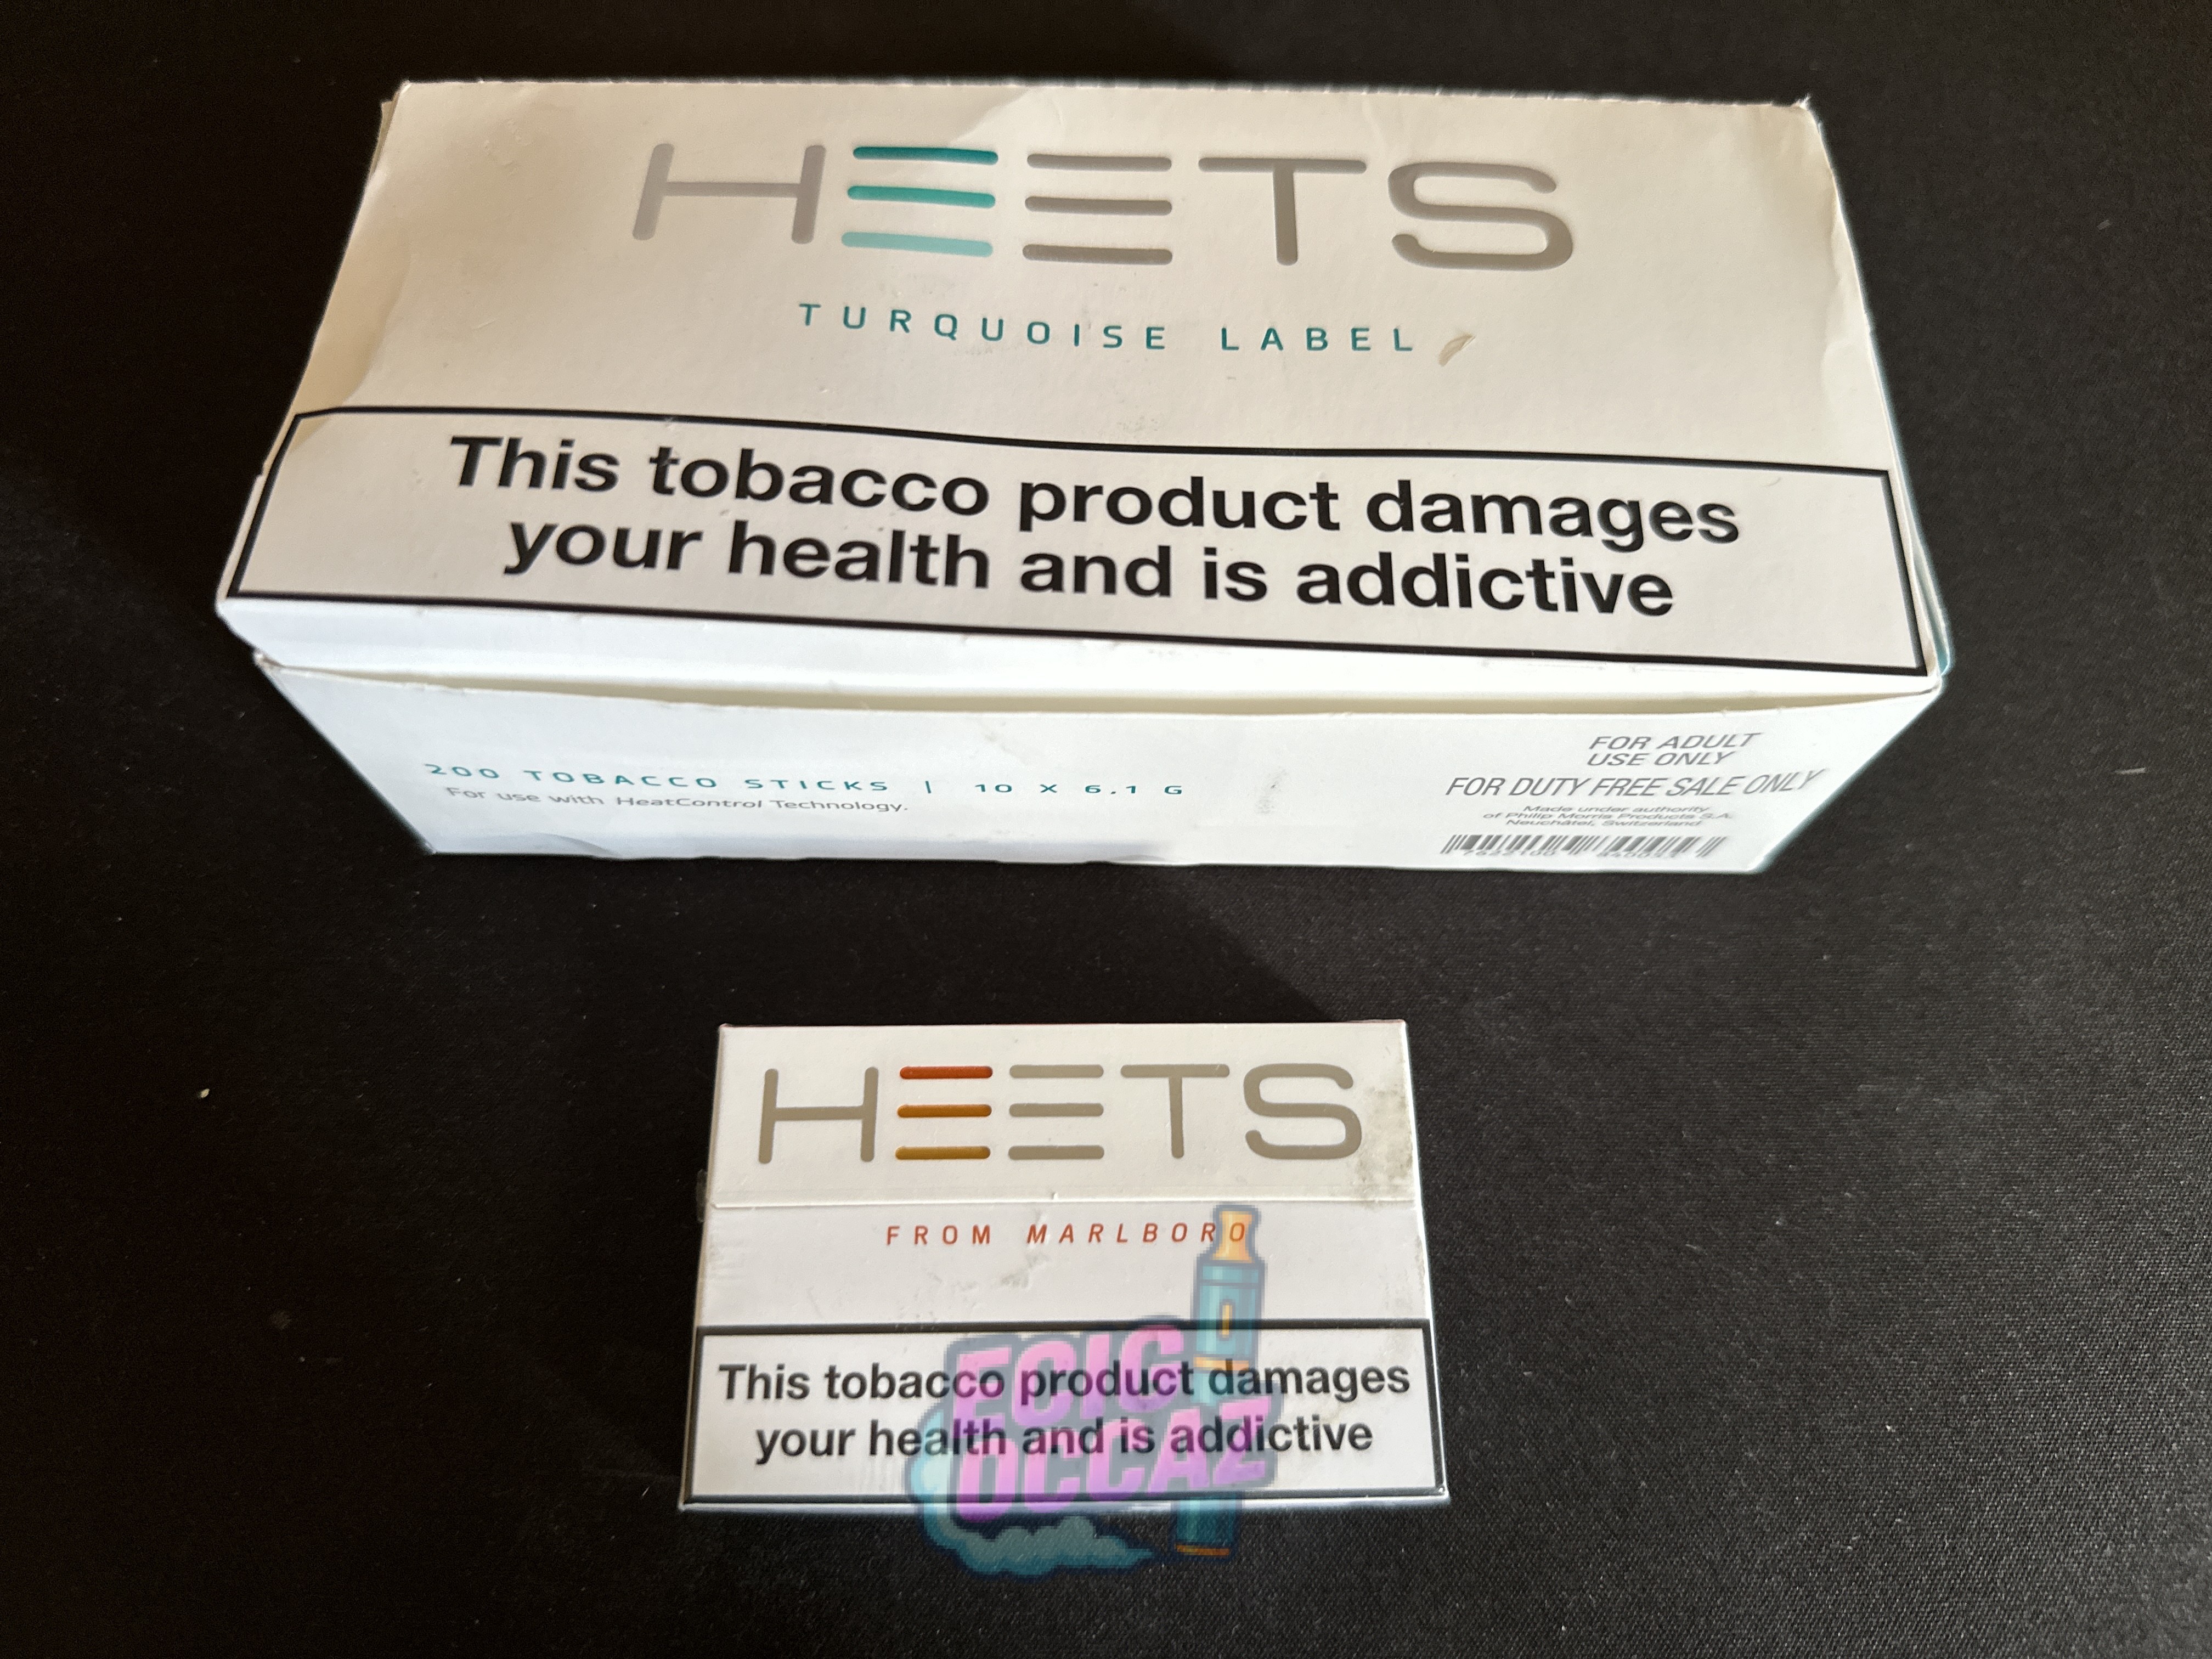 HEETS
TURQUOISE LABEL
This tobacco product damages
your health and is addictive
200 TOBACCO STICKS | 10 X 6.1 G
For use with HeatControl Technology.
FOR ADULT
USE ONLY
FOR DUTY FREE SALE ONLY
Made under authority
of Philip Morris Products S.A.
Neuchâtel, Switzerland
HEETS
FROM MARLBORO
This tobacco product damages
your health and is addictive
ECIG
OCCAZ